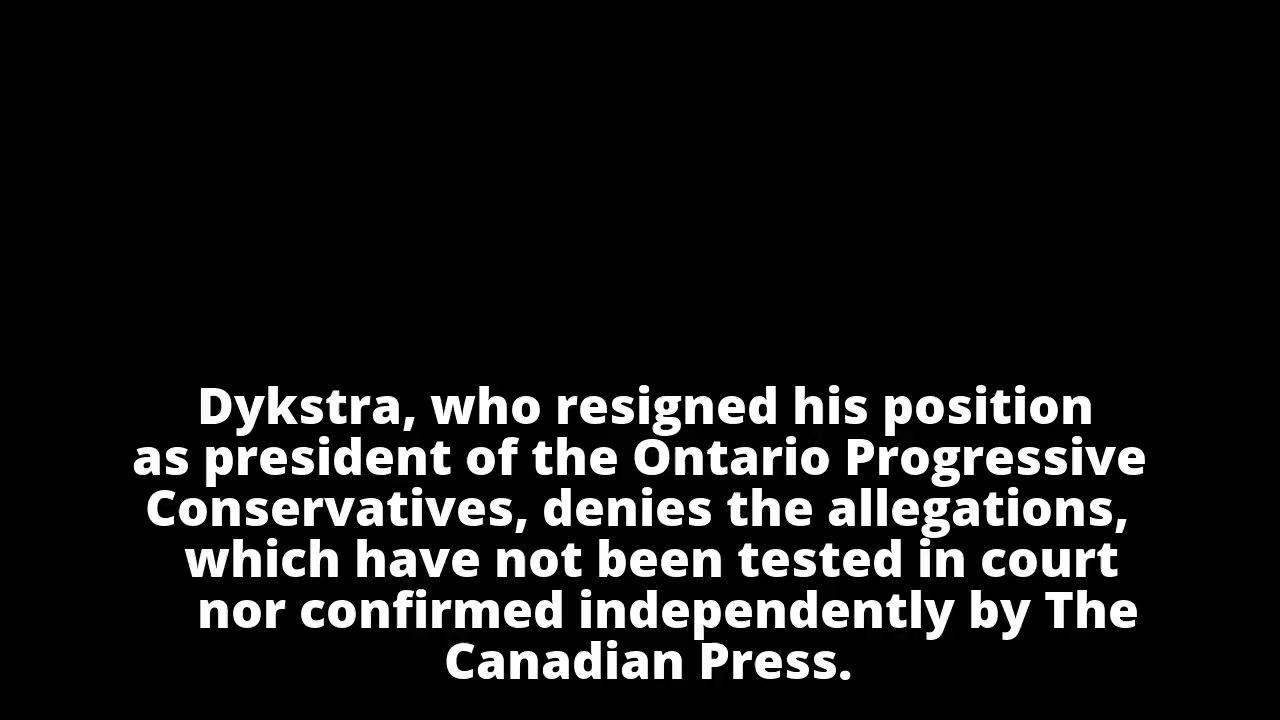 Dykstra, who resigned his position
as president of the Ontario Progressive
Conservatives, denies the allegations,
which have not been tested in court
nor confirmed independently by The
Canadian Press.